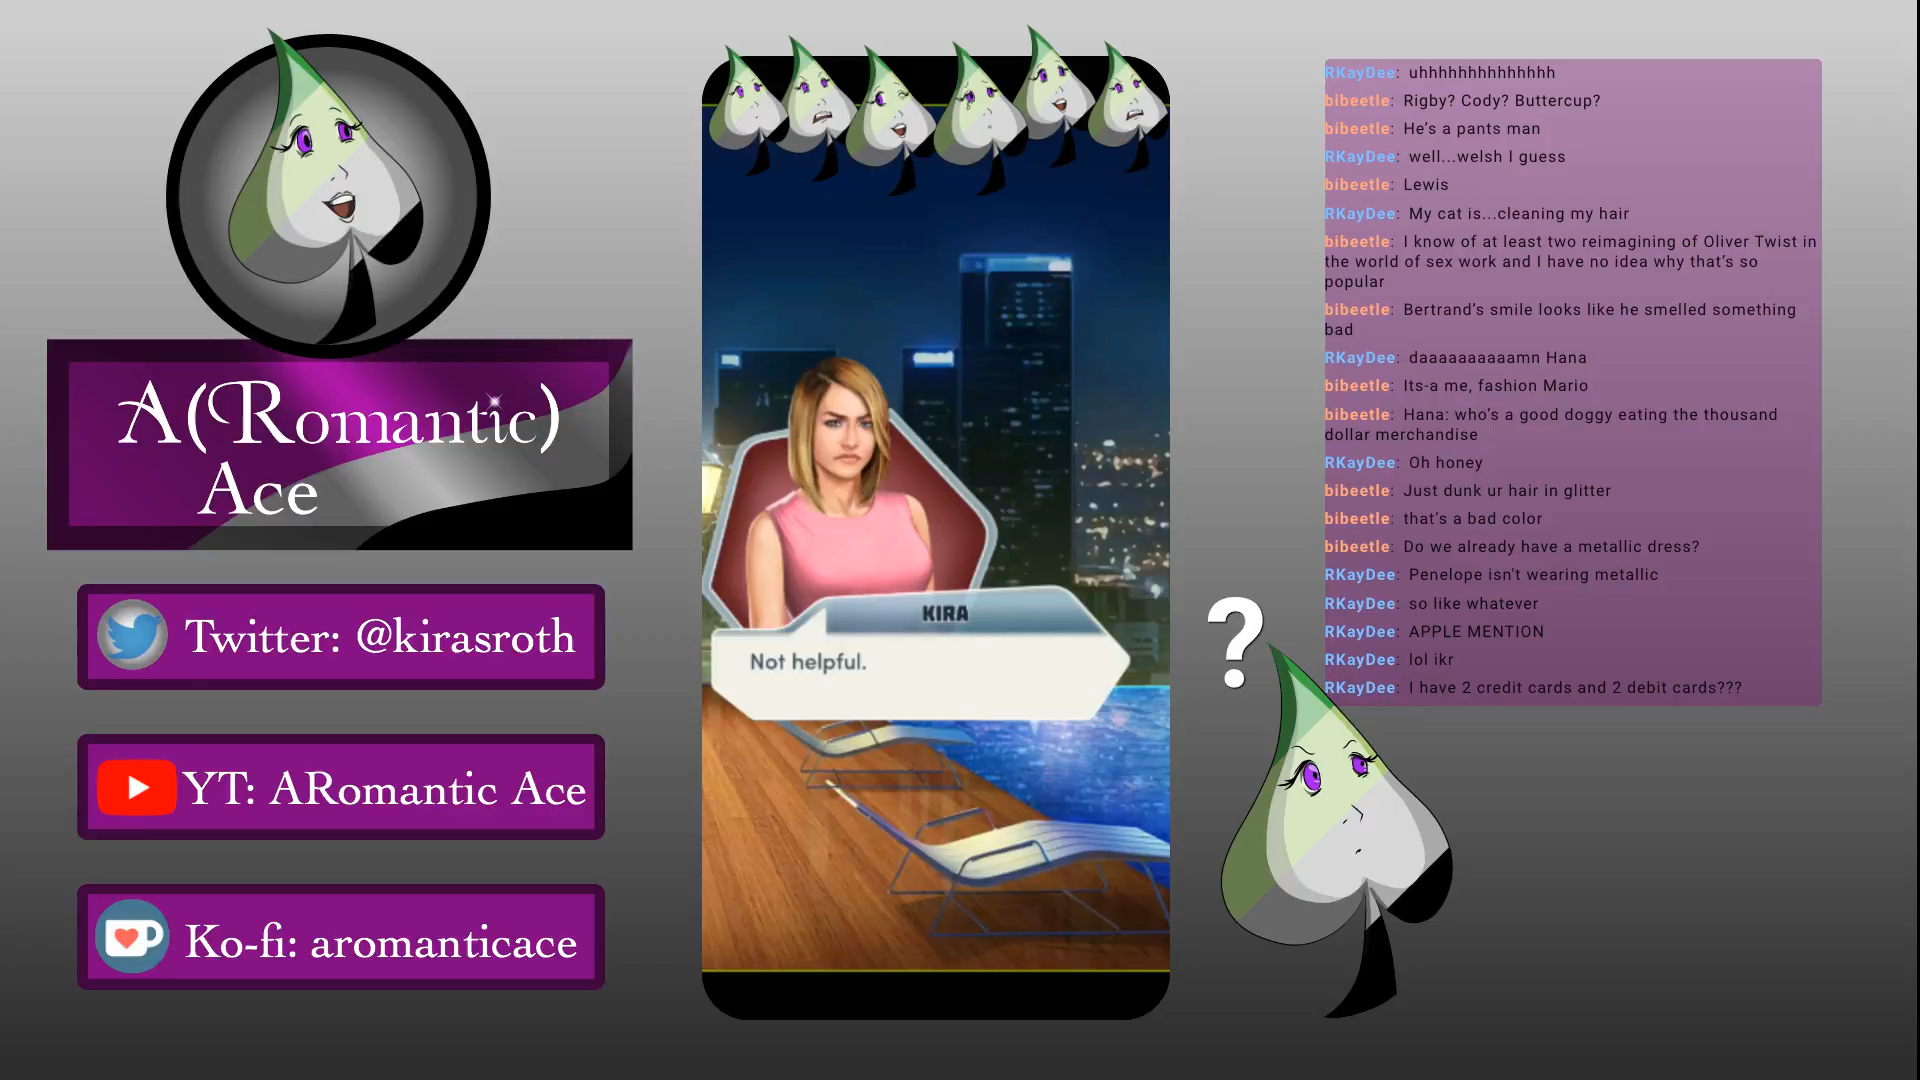 A(Romantic)
Ace
Twitter: @kirasroth
YT: ARomantic Ace
Ko-fi: aromanticace
KIRA
Not helpful.
?
RKayDee: uhhhhhhhhhhhhhh
bibeetle: Rigby? Cody? Buttercup?
bibeetle: He's a pants man
RKayDee: well...welsh I guess
bibeetle: Lewis
RKayDee: My cat is...cleaning my hair
bibeetle: I know of at least two reimagining of Oliver Twist in
the world of sex work and I have no idea why that's so
popular
bibeetle: Bertrand's smile looks like he smelled something
bad
RKayDee: daaaaaaaaaamn Hana
bibeetle: Its-a me, fashion Mario
bibeetle: Hana: who's a good doggy eating the thousand
dollar merchandise
RKayDee: Oh honey
bibeetle: Just dunk ur hair in glitter
bibeetle: that's a bad color
bibeetle: Do we already have a metallic dress?
RKayDee: Penelope isn't wearing metallic
RKayDee: so like whatever
RKayDee: APPLE MENTION
RKayDee: lol ikr
RKayDee: I have 2 credit cards and 2 debit cards???